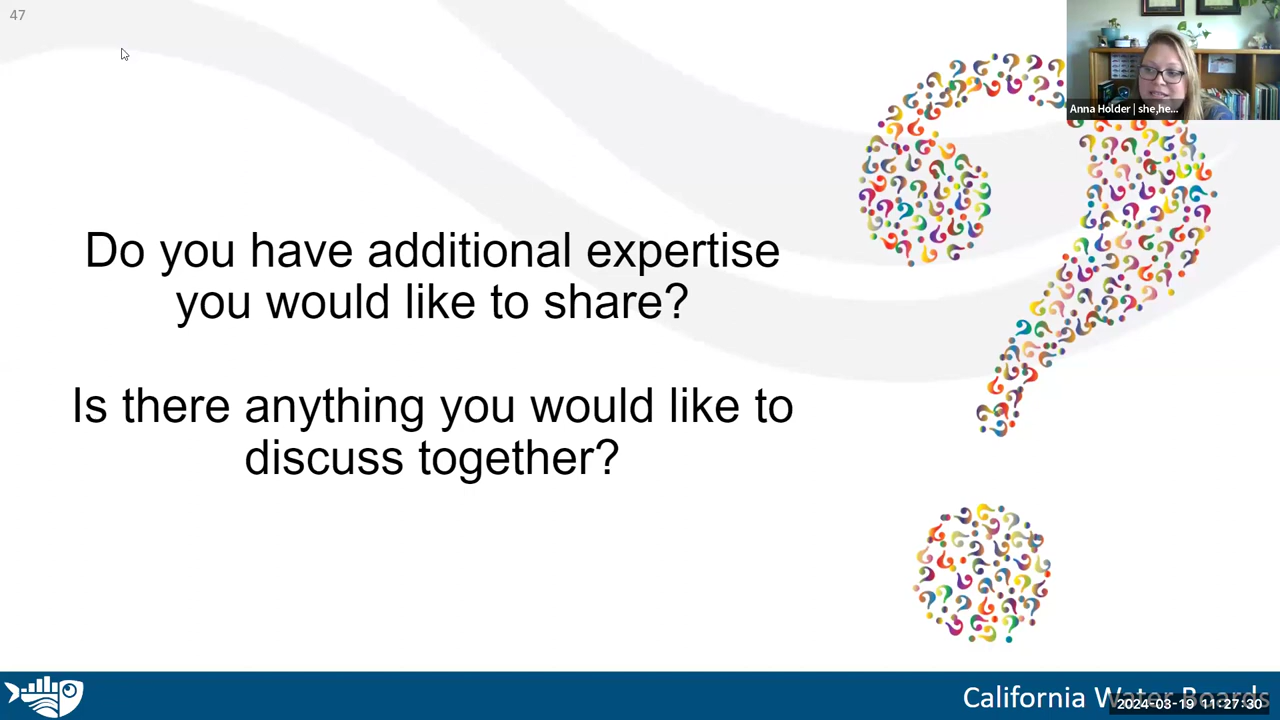 47
Anna Holder | she,he...
Do you have additional expertise
you would like to share?
Is there anything you would like to
discuss together?
California Water Boards
2024-03-19 11:27:30